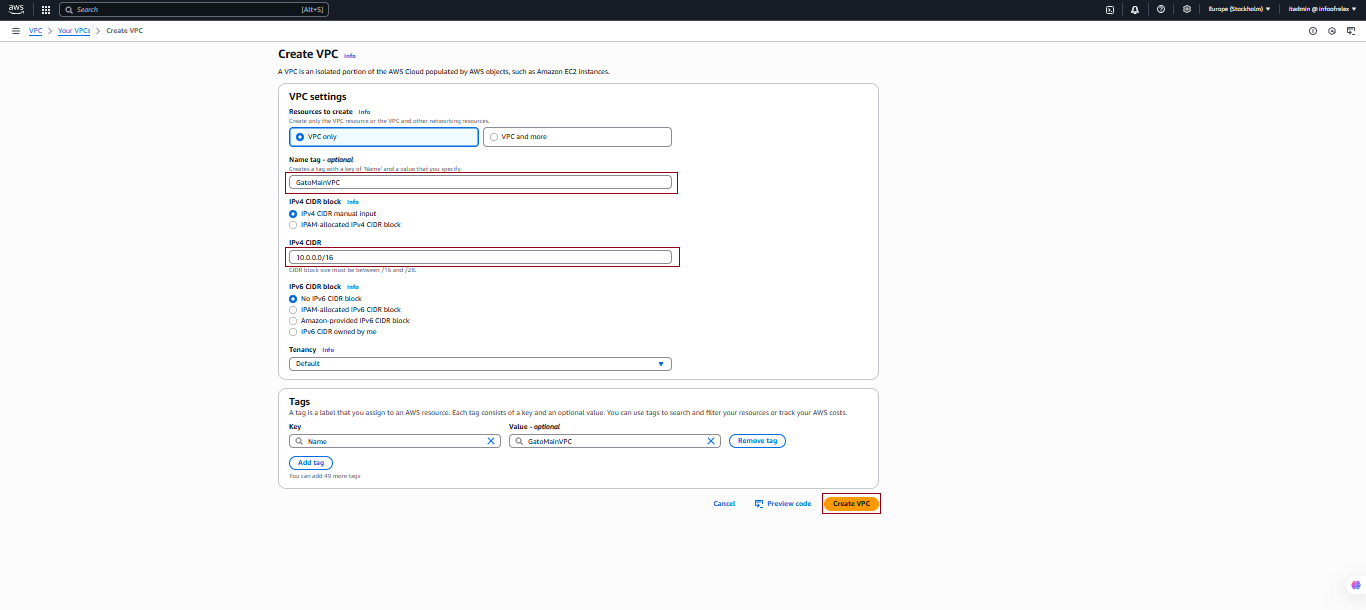 aws Search [Alt+S] Europe (Stockholm) itadmin @ infoofrelex
VPC > Your VPCs > Create VPC
Create VPC Info
A VPC is an isolated portion of the AWS Cloud populated by AWS objects, such as Amazon EC2 instances.
VPC settings
Resources to create Info
Create only the VPC resource or the VPC and other networking resources.
VPC only VPC and more
Name tag - optional
Creates a tag with a key of 'Name' and a value that you specify.
GatoMainVPC
IPv4 CIDR block Info
IPv4 CIDR manual input
IPAM-allocated IPv4 CIDR block
IPv4 CIDR
10.0.0.0/16
CIDR block size must be between /16 and /28.
IPv6 CIDR block Info
No IPv6 CIDR block
IPAM-allocated IPv6 CIDR block
Amazon-provided IPv6 CIDR block
IPv6 CIDR owned by me
Tenancy Info
Default
Tags
A tag is a label that you assign to an AWS resource. Each tag consists of a key and an optional value. You can use tags to search and filter your resources or track your AWS costs.
Key Value - optional
Name GatoMainVPC Remove tag
Add tag
You can add 49 more tags
Cancel Preview code Create VPC